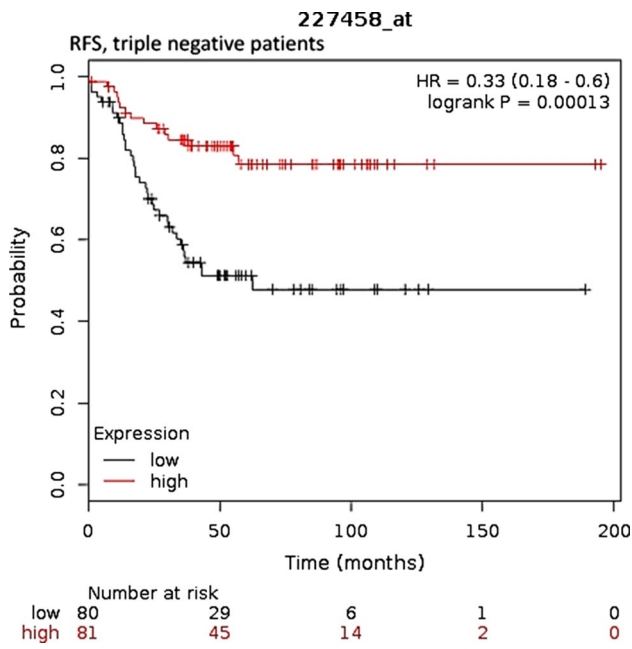 227458_at
RFS, triple negative patients
HR = 0.33 (0.18 - 0.6)
logrank P = 0.00013
1.0
0.8
0.6
0.4
0.2
0.0
Probability
Expression
low
high
0 50 100 150 200
Time (months)
Number at risk
low 80 29 6 1 0
high 81 45 14 2 0